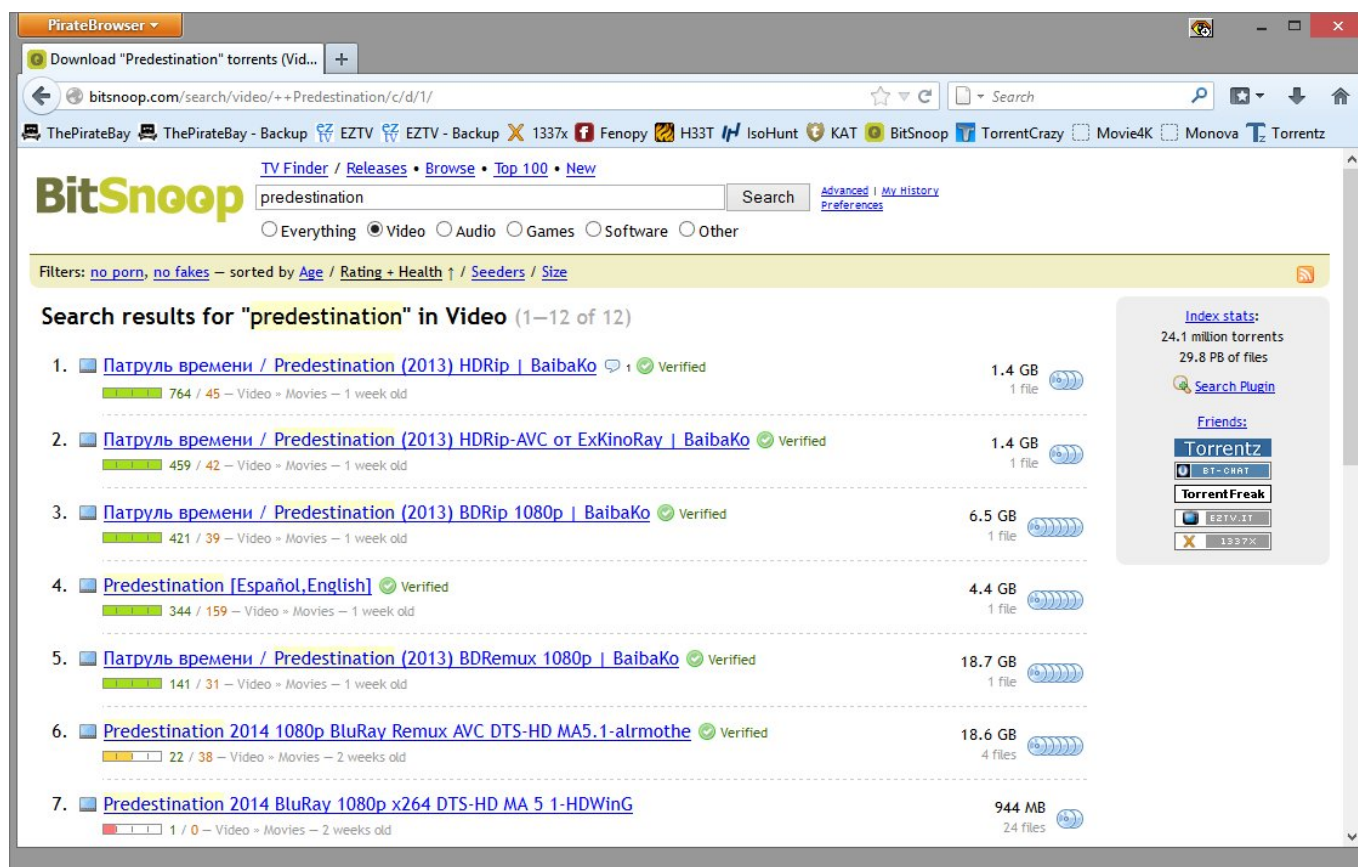 PirateBrowser
Download "Predestination" torrents (Vid...
bitsnoop.com/search/video/++Predestination/c/d/1/
Search
ThePirateBay ThePirateBay - Backup EZTV EZTV - Backup 1337x Fenopy H33T IsoHunt KAT BitSnoop TorrentCrazy Movie4K Monova Torrentz
TV Finder / Releases • Browse • Top 100 • New
BitSnoop
predestination Search Advanced | My History
Preferences
Everything Video Audio Games Software Other
Filters: no porn, no fakes — sorted by Age / Rating + Health ↑ / Seeders / Size
Search results for "predestination" in Video (1—12 of 12)
1. Патруль времени / Predestination (2013) HDRip | BaibaKo 1 Verified
1.4 GB
764 / 45 — Video » Movies — 1 week old
1 file
2. Патруль времени / Predestination (2013) HDRip-AVC от ExKinoRay | BaibaKo Verified
1.4 GB
459 / 42 — Video » Movies — 1 week old
1 file
3. Патруль времени / Predestination (2013) BDRip 1080p | BaibaKo Verified
6.5 GB
421 / 39 — Video » Movies — 1 week old
1 file
4. Predestination [Español,English] Verified
4.4 GB
344 / 159 — Video » Movies — 1 week old
1 file
5. Патруль времени / Predestination (2013) BDRemux 1080p | BaibaKo Verified
18.7 GB
141 / 31 — Video » Movies — 1 week old
1 file
6. Predestination 2014 1080p BluRay Remux AVC DTS-HD MA5.1-alrmothe Verified
18.6 GB
22 / 38 — Video » Movies — 2 weeks old
4 files
7. Predestination 2014 BluRay 1080p x264 DTS-HD MA 5 1-HDWinG
944 MB
1 / 0 — Video » Movies — 2 weeks old
24 files
Index stats:
24.1 million torrents
29.8 PB of files
Search Plugin
Friends:
Torrentz
BT-CHAT
TorrentFreak
EZTV.IT
1337X